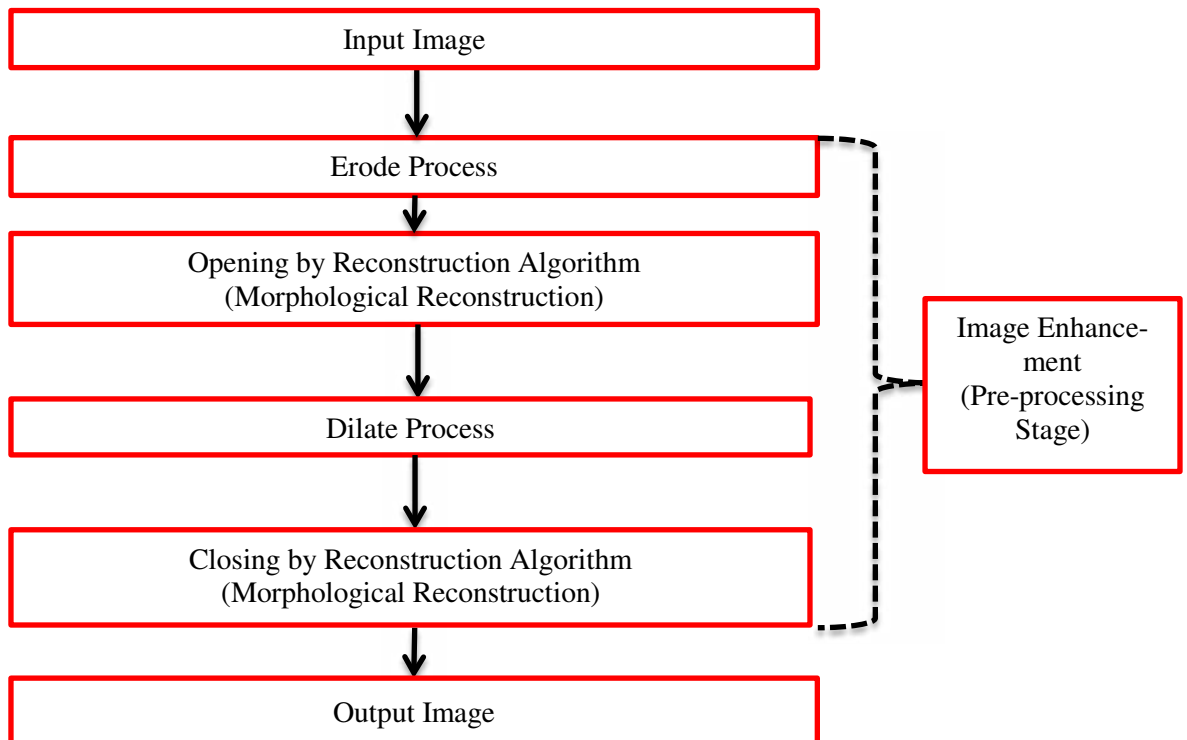 Input Image
Erode Process
Opening by Reconstruction Algorithm
(Morphological Reconstruction)
Dilate Process
Closing by Reconstruction Algorithm
(Morphological Reconstruction)
Output Image
Image Enhance-
ment
(Pre-processing
Stage)